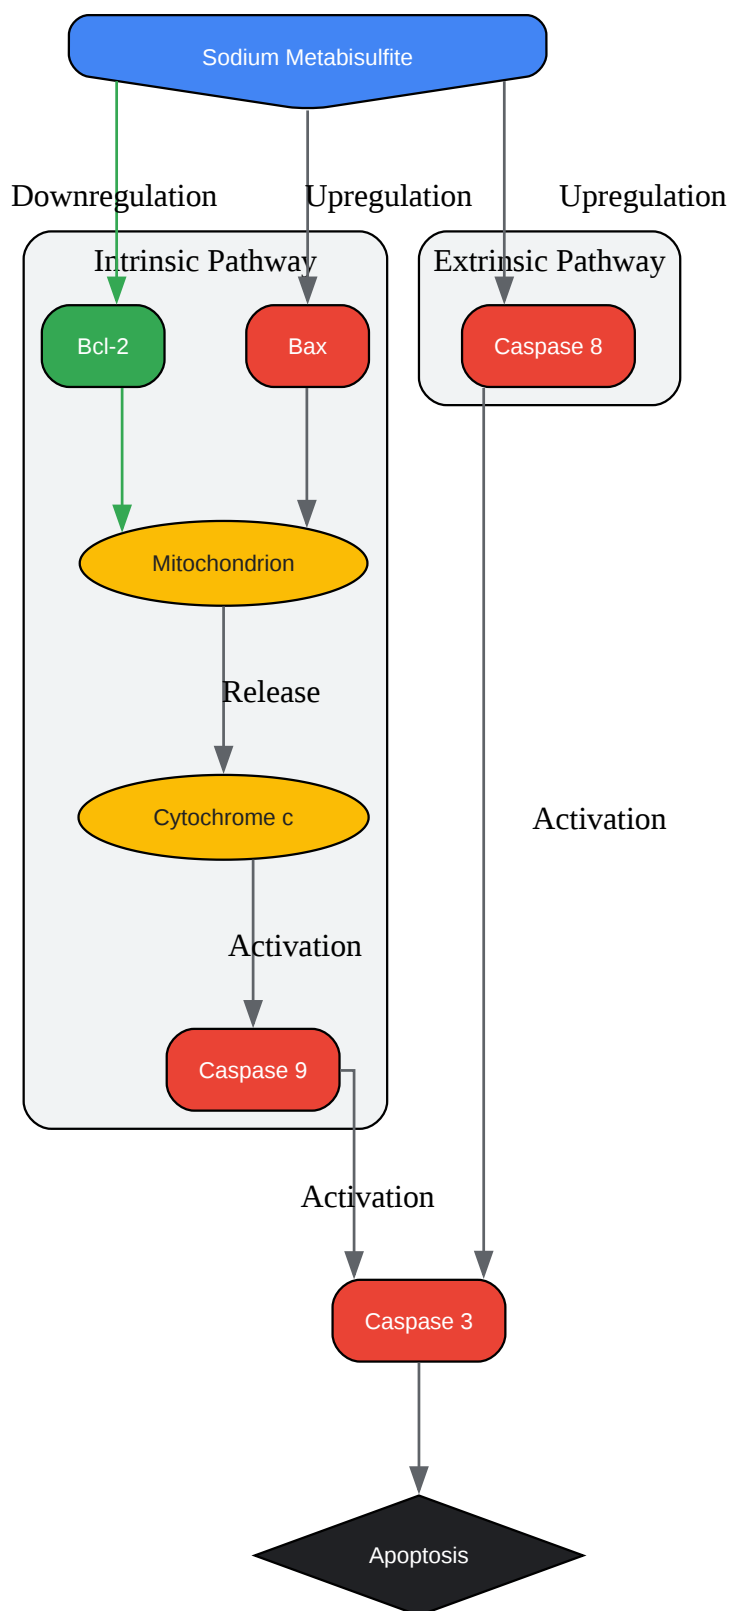 Sodium Metabisulfite
Downregulation
Upregulation
Upregulation
Intrinsic Pathway
Extrinsic Pathway
Bcl-2
Bax
Caspase 8
Mitochondrion
Release
Cytochrome c
Activation
Activation
Caspase 9
Activation
Caspase 3
Apoptosis